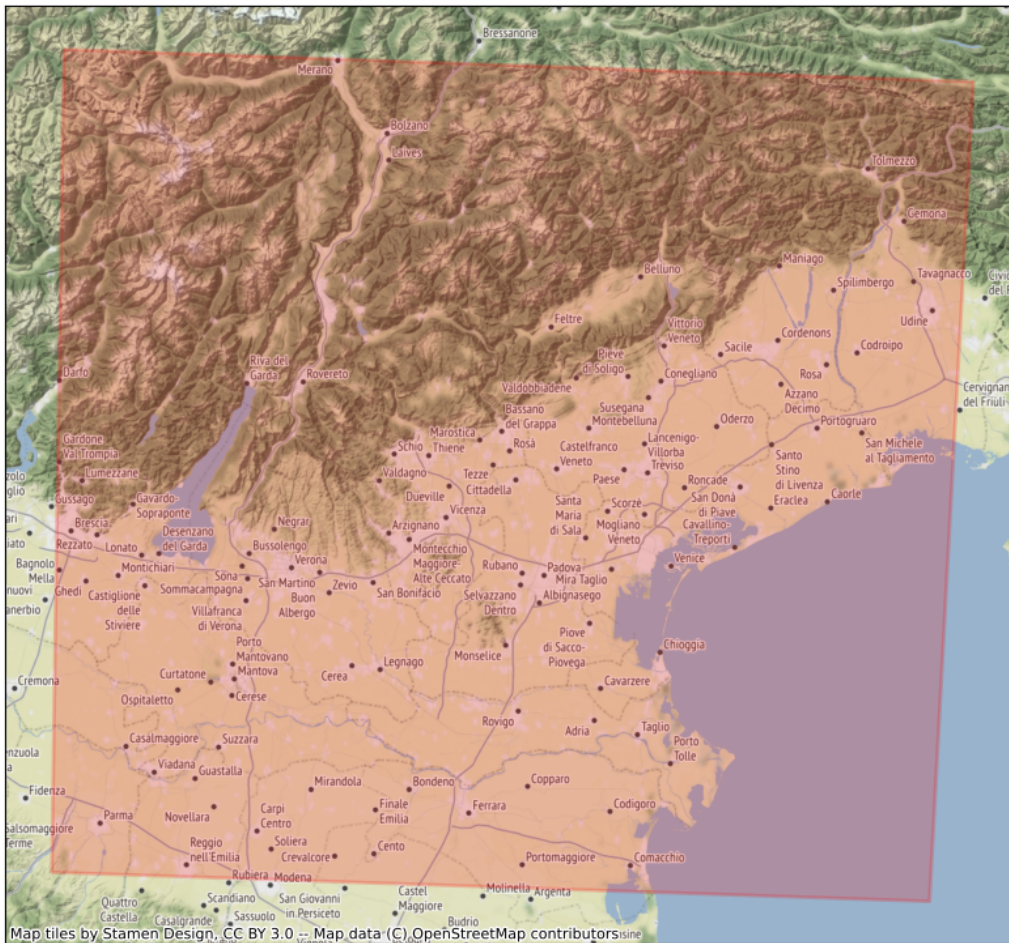 Bressanone
Merano
Bolzano
Laives
Tolmezzo
Gemona
Belluno
Maniago
Spilimbergo
Tavagnacco
Udine
Feltre
Vittorio
Veneto
Sacile
Cordenons
Codroipo
Darfo
Riva del
Garda
Rovereto
Pieve
di Soligo
Valdobbiadene
Conegliano
Rosa
Azzano
Decimo
Cervignano
del Friuli
Bassano
del Grappa
Susegana
Montebelluna
Oderzo
Portogruaro
Gardone
Val Trompia
Lumezzane
Schio
Marostica
Thiene
Rosà
Castelfranco
Veneto
Lancenigo-
Villorba
Treviso
San Michele
al Tagliamento
Valdagno
Tezze
Cittadella
Paese
Roncade
Santo
Stino
di Livenza
Eraclea
Caorle
Gussago
Gavardo-
Sopraponte
Dueville
Santa
Maria
di Sala
Scorzè
San Donà
di Piave
Brescia
Rezzato
Lonato
Desenzano
del Garda
Negrar
Arzignano
Vicenza
Mogliano
Veneto
Cavallino-
Treporti
Bagnolo
Mella
Montichiari
Bussolengo
Verona
Montecchio
Maggiore-
Alte Ceccato
Rubano
Padova
Mira Taglio
Venice
Ghedi
Castiglione
delle
Stiviere
Sona
Sommacampagna
Villafranca
di Verona
San Martino
Buon
Albergo
Zevio
San Bonifacio
Selvazzano
Dentro
Albignasego
Porto
Mantovano
Mantova
Legnago
Monselice
Piove
di Sacco-
Piovega
Chioggia
Cremona
Curtatone
Ospitaletto
Cerese
Cerea
Cavarzere
Rovigo
Adria
Taglio
Porto
Tolle
Casalmaggiore
Suzzara
Viadana
Guastalla
Mirandola
Bondeno
Copparo
Fidenza
Parma
Novellara
Carpi
Centro
Finale
Emilia
Ferrara
Codigoro
Salsomaggiore
Terme
Reggio
nell'Emilia
Soliera
Crevalcore
Cento
Portomaggiore
Comacchio
Rubiera
Modena
Quattro
Castella
Scandiano
Casalgrande
Sassuolo
San Giovanni
in Persiceto
Castel
Maggiore
Molinella
Argenta
Budrio
Map tiles by Stamen Design, CC BY 3.0 -- Map data (C) OpenStreetMap contributors